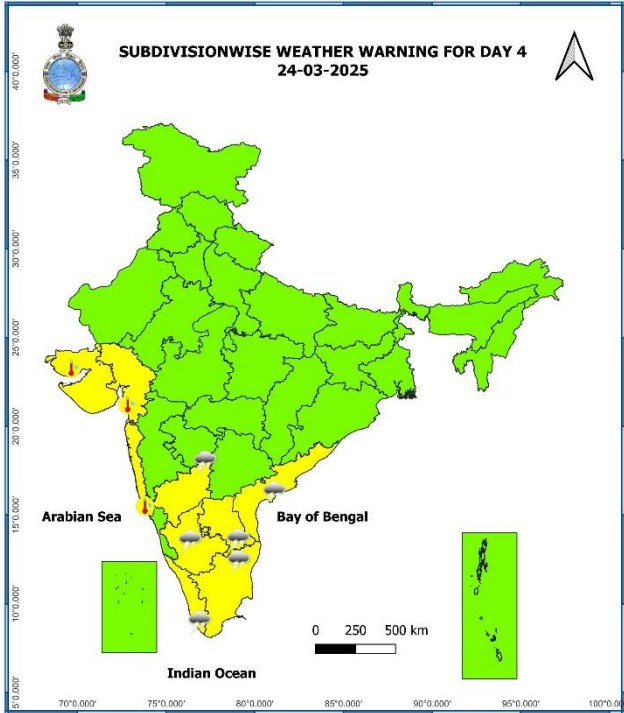 SUBDIVISIONWISE WEATHER WARNING FOR DAY 4
24-03-2025
40°0.000'
35°0.000'
30°0.000'
25°0.000'
20°0.000'
15°0.000'
10°0.000'
5°0.000'
Arabian Sea
Bay of Bengal
0 250 500 km
Indian Ocean
70°0.000' 75°0.000' 80°0.000' 85°0.000' 90°0.000' 95°0.000' 100°0.0